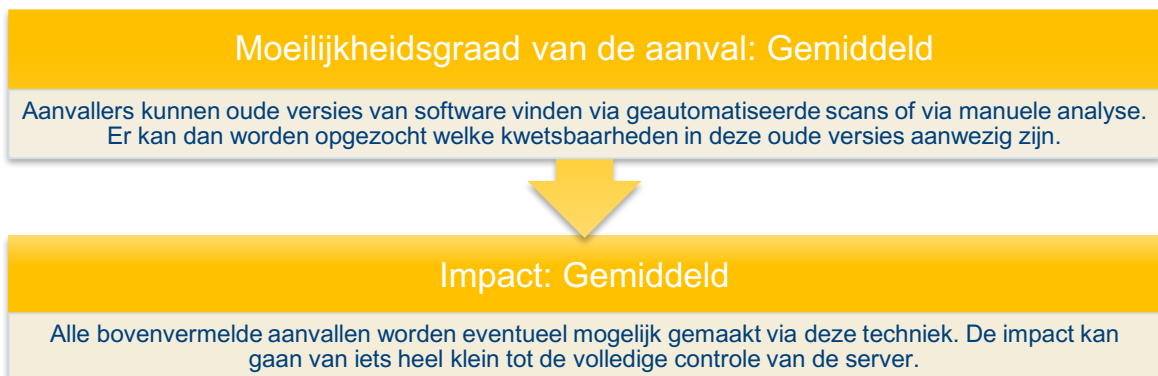 Moeilijkheidsgraad van de aanval: Gemiddeld
Aanvallers kunnen oude versies van software vinden via geautomatiseerde scans of via manuele analyse.
Er kan dan worden opgezocht welke kwetsbaarheden in deze oude versies aanwezig zijn.
Impact: Gemiddeld
Alle bovenvermelde aanvallen worden eventueel mogelijk gemaakt via deze techniek. De impact kan
gaan van iets heel klein tot de volledige controle van de server.